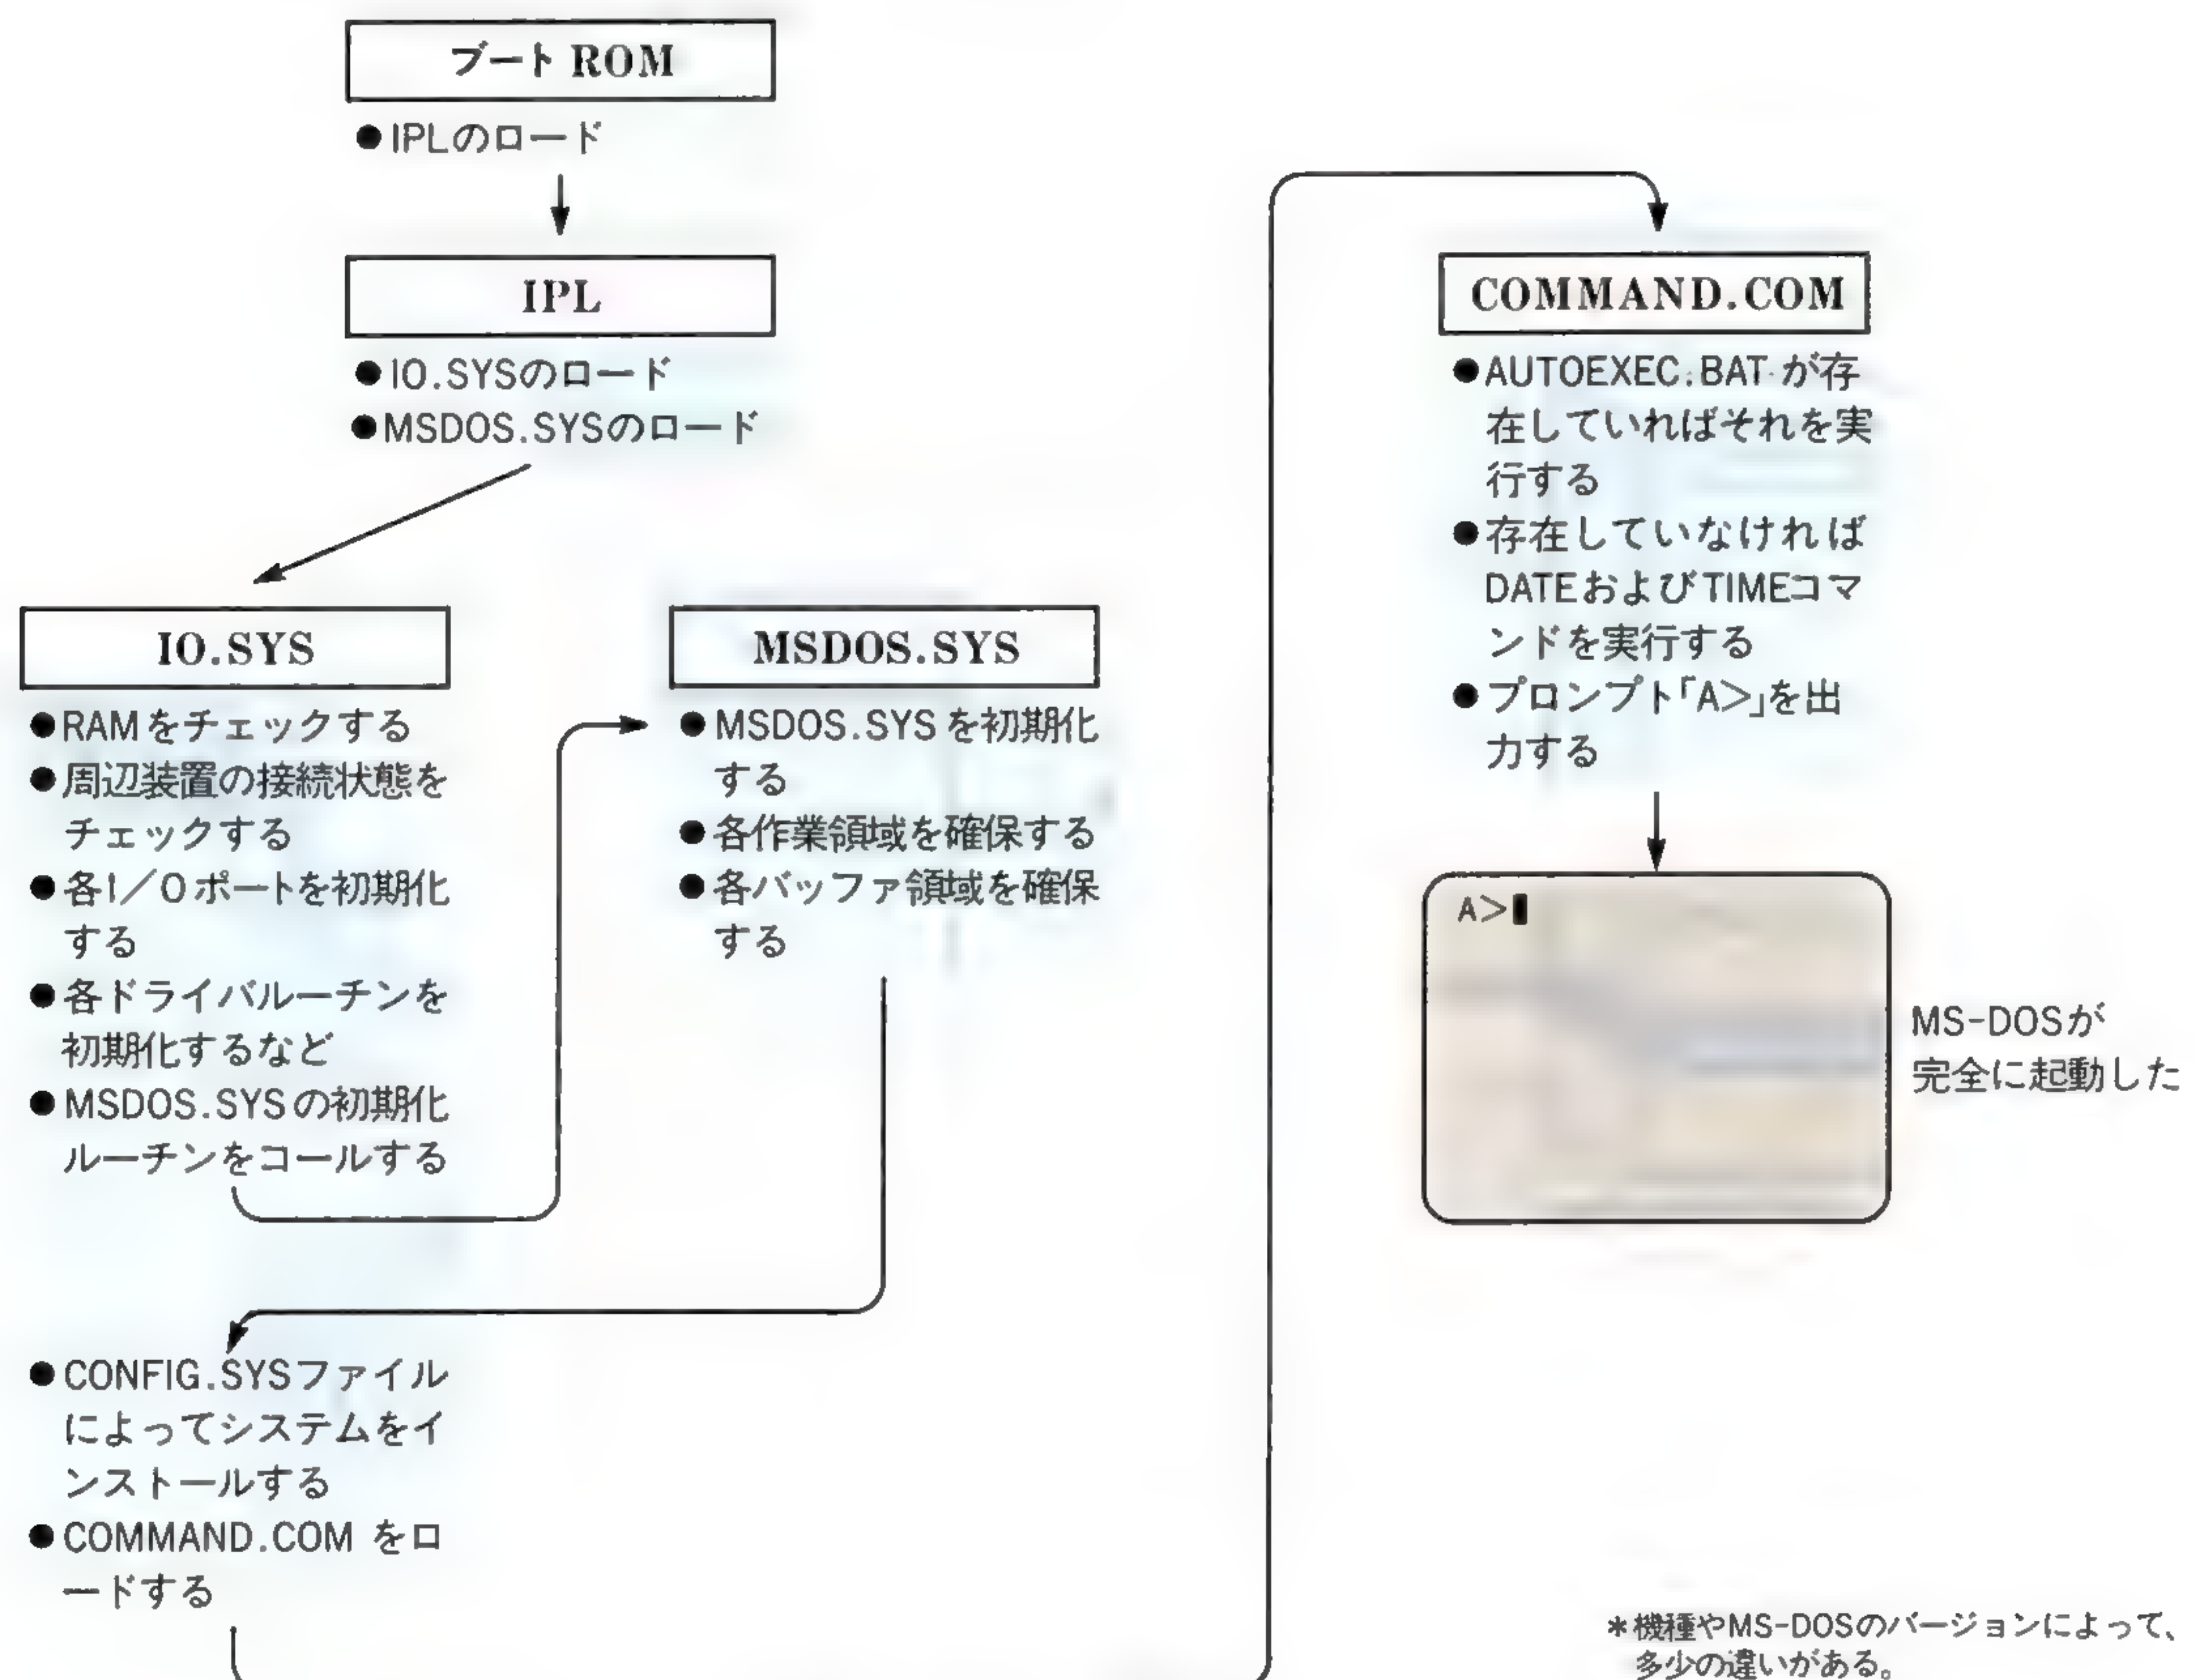 ブート ROM
●IPLのロード
IPL
●IO.SYSのロード
●MSDOS.SYSのロード
IO.SYS
●RAMをチェックする
●周辺装置の接続状態を
チェックする
●各I/Oポートを初期化
する
●各ドライバルーチンを
初期化するなど
●MSDOS.SYSの初期化
ルーチンをコールする
MSDOS.SYS
●MSDOS.SYSを初期化
する
●各作業領域を確保する
●各バッファ領域を確保
する
●CONFIG.SYSファイル
によってシステムをイ
ンストールする
●COMMAND.COM をロ
ードする
COMMAND.COM
●AUTOEXEC.BATが存
在していればそれを実
行する
●存在していなければ
DATEおよびTIMEコマ
ンドを実行する
●プロンプト「A>」を出
力する
A>
MS-DOSが
完全に起動した
*機種やMS-DOSのバージョンによって、
多少の違いがある。